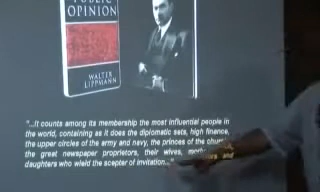 PUBLIC
OPINION
WALTER
LIPPMANN
"...It counts among its membership the most influential people in
the world, containing as it does the diplomatic sets, high finance,
the upper circles of the army and navy, the princes of the church,
the great newspaper proprietors, their wives, and
daughters who wield the scepter of invitation...